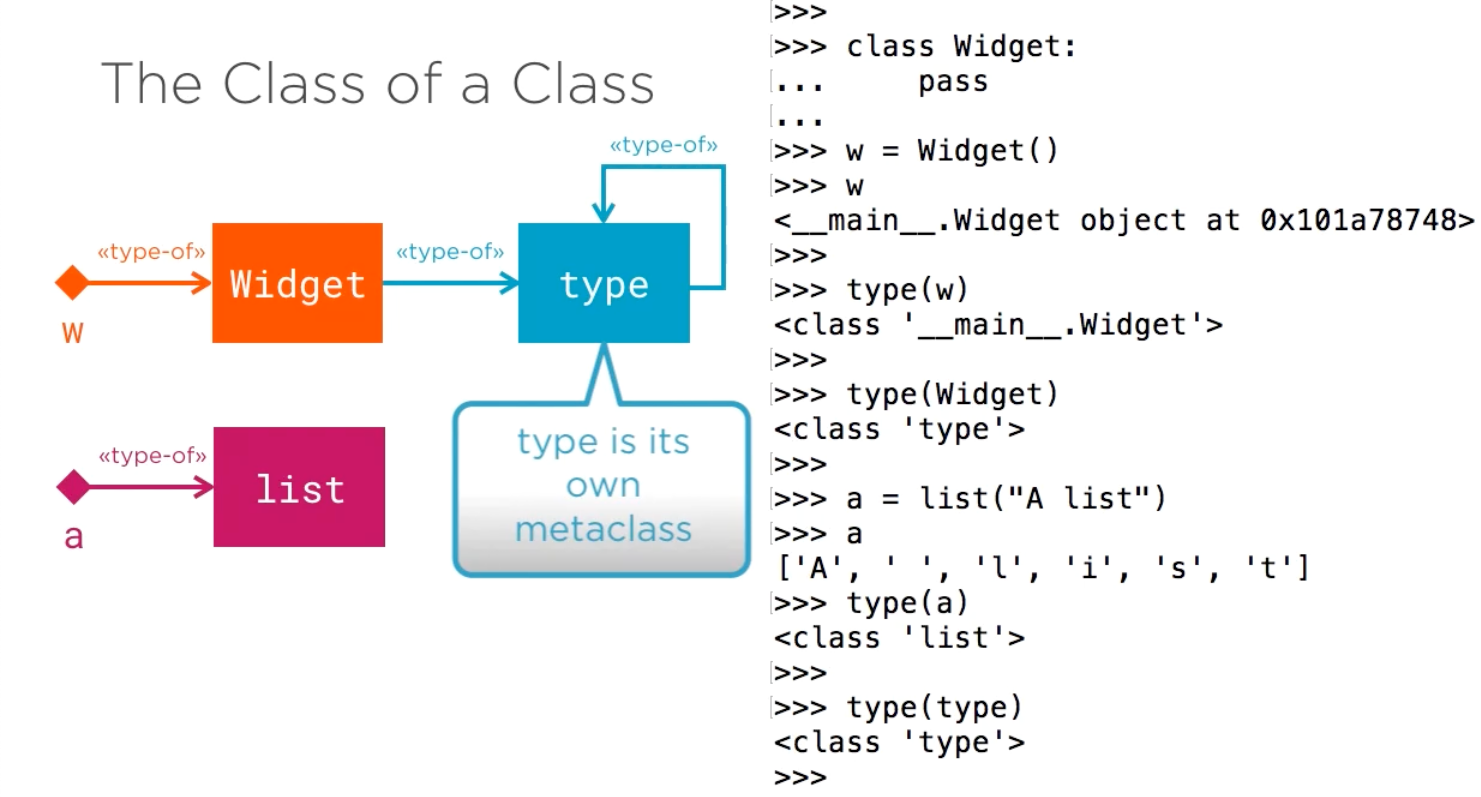 The Class of a Class
«type-of»
«type-of»
Widget
«type-of»
type
w
«type-of»
list
a
type is its
own
metaclass
>>>
>>> class Widget:
...     pass
...
>>> w = Widget()
>>> w
<__main__.Widget object at 0x101a78748>
>>>
>>> type(w)
<class '__main__.Widget'>
>>>
>>> type(Widget)
<class 'type'>
>>>
>>> a = list("A list")
>>> a
['A', ' ', 'l', 'i', 's', 't']
>>> type(a)
<class 'list'>
>>>
>>> type(type)
<class 'type'>
>>>